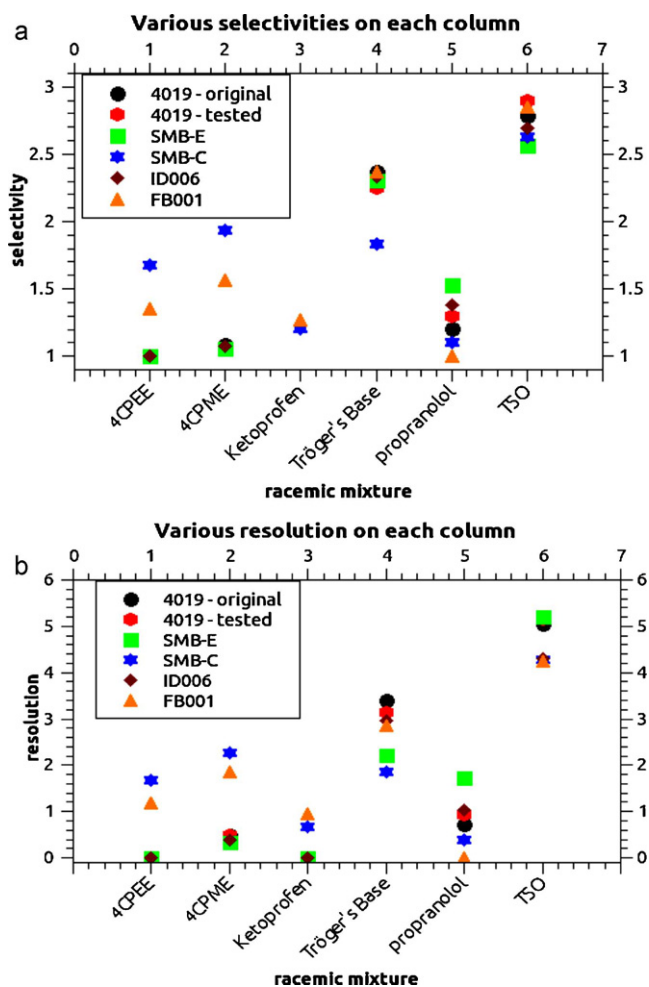 a
Various selectivities on each column
0 1 2 3 4 5 6 7
4019 - original
4019 - tested
SMB-E
SMB-C
ID006
FB001
3 3
2.5 2.5
2 2
1.5 1.5
1 1
selectivity
4CPEE 4CPME Ketoprofen Tröger's Base propranolol TSO
racemic mixture
b
Various resolution on each column
0 1 2 3 4 5 6 7
4019 - original
4019 - tested
SMB-E
SMB-C
ID006
FB001
6 6
5 5
4 4
3 3
2 2
1 1
0 0
resolution
4CPEE 4CPME Ketoprofen Tröger's Base propranolol TSO
racemic mixture